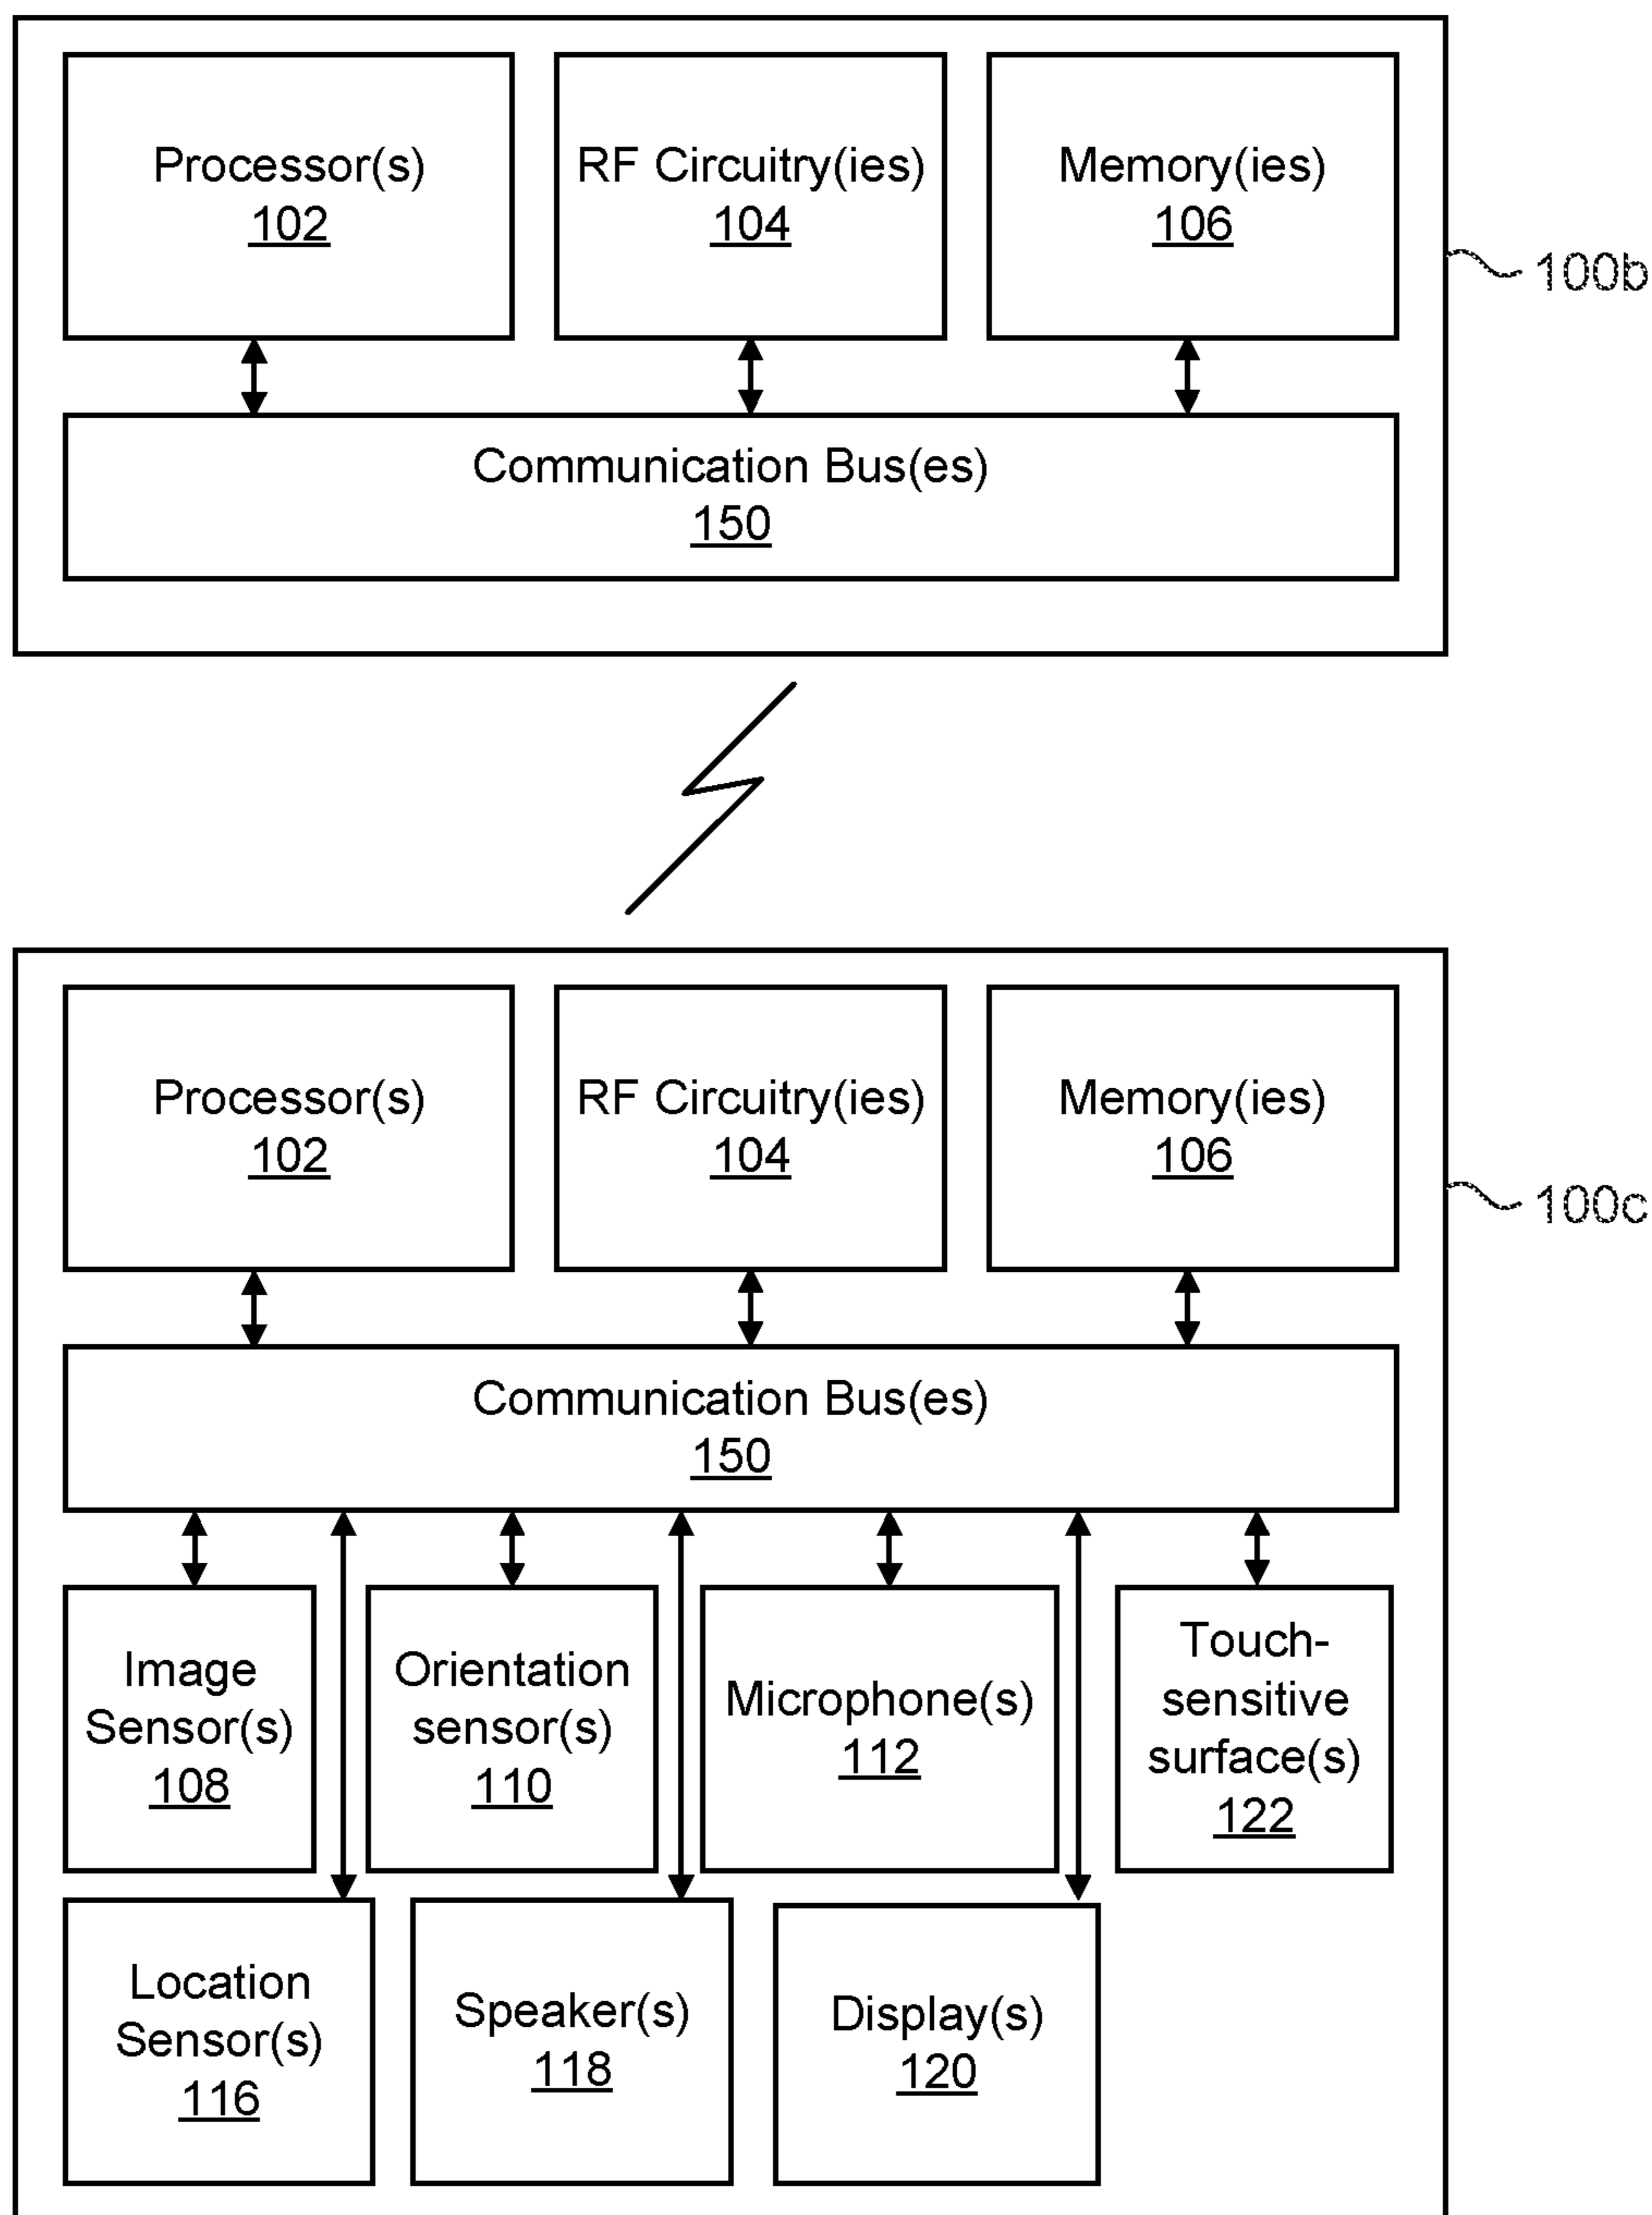 Processor(s)
102
RF Circuitry(ies)
104
Memory(ies)
106
100b
Communication Bus(es)
150
Processor(s)
102
RF Circuitry(ies)
104
Memory(ies)
106
100c
Communication Bus(es)
150
Image
Sensor(s)
108
Orientation
sensor(s)
110
Microphone(s)
112
Touch-
sensitive
surface(s)
122
Location
Sensor(s)
116
Speaker(s)
118
Display(s)
120